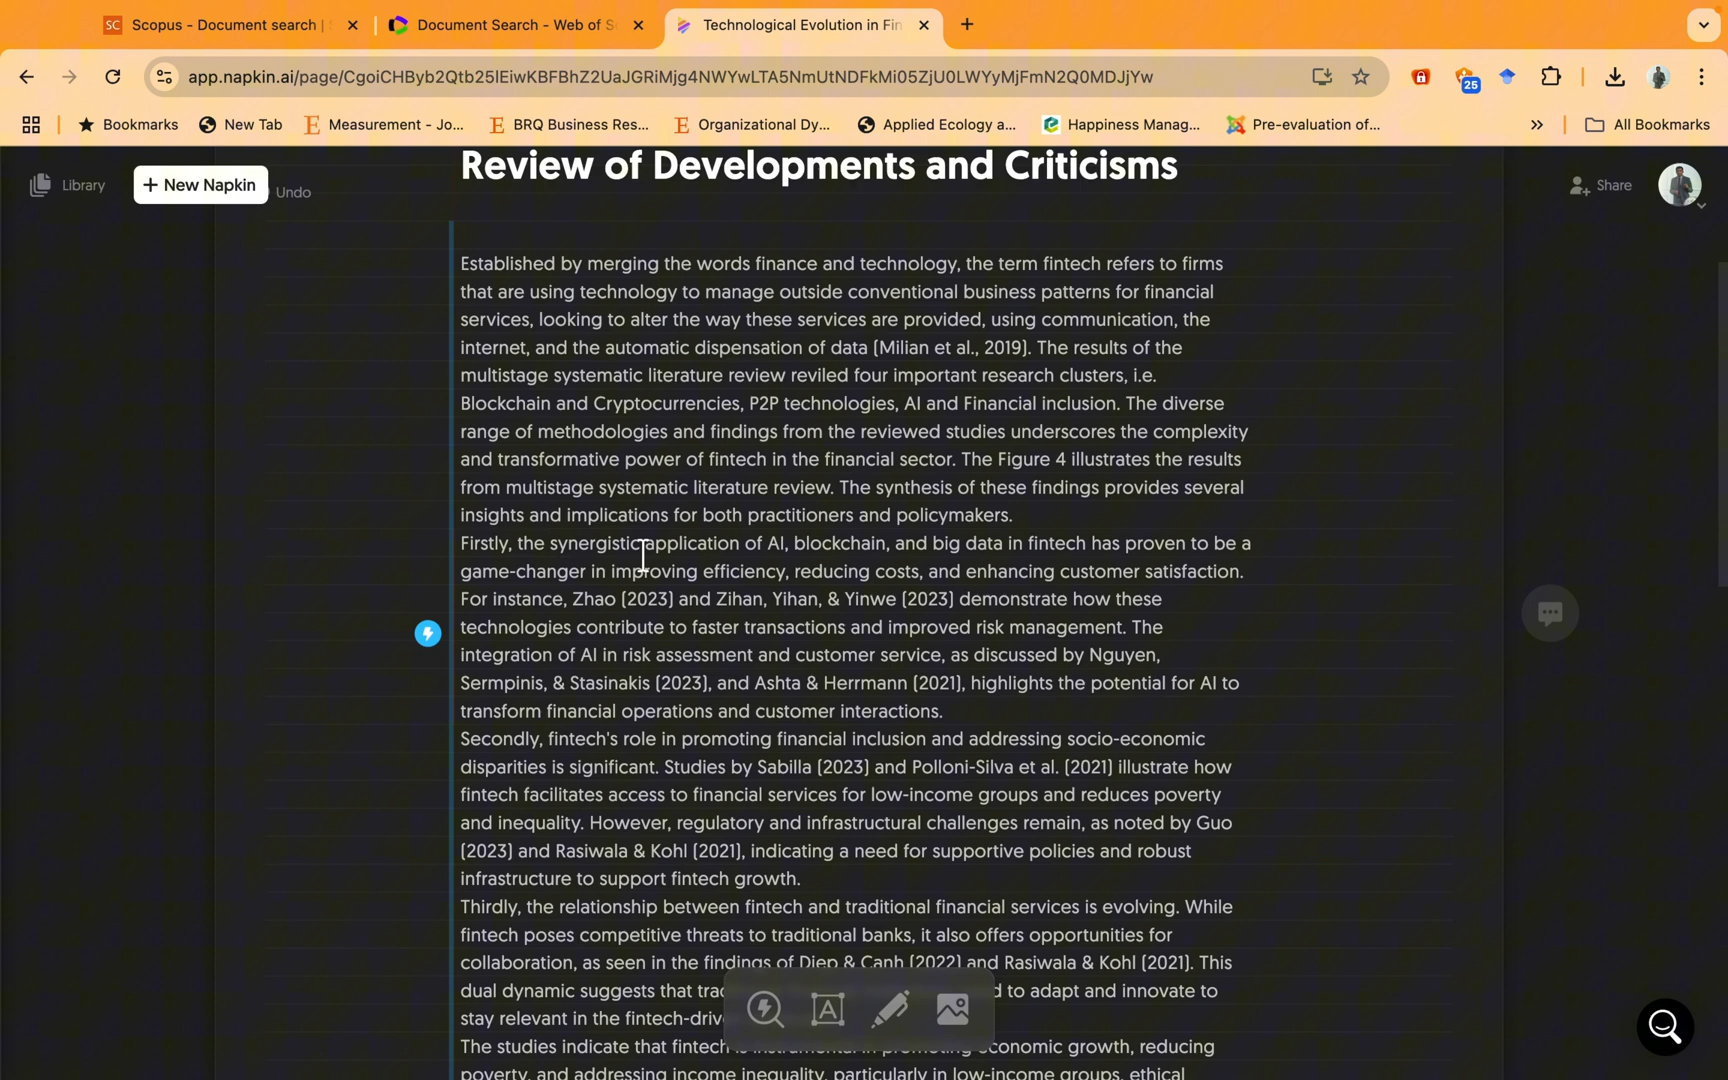 Scopus - Document search |
Document Search - Web of S
Technological Evolution in Fin
app.napkin.ai/page/CgoiCHByb2Qtb25lEiwKBFBhZ2UaJGRiMjg4NWYwLTA5NmUtNDFkMi05ZjU0LWYyMjFmN2Q0MDJjYw
25
Bookmarks
New Tab
Measurement - Jo...
BRQ Business Res...
Organizational Dy...
Applied Ecology a...
Happiness Manag...
Pre-evaluation of...
All Bookmarks
Library
+ New Napkin
Undo
Share
Review of Developments and Criticisms
Established by merging the words finance and technology, the term fintech refers to firms
that are using technology to manage outside conventional business patterns for financial
services, looking to alter the way these services are provided, using communication, the
internet, and the automatic dispensation of data (Milian et al., 2019). The results of the
multistage systematic literature review reviled four important research clusters, i.e.
Blockchain and Cryptocurrencies, P2P technologies, AI and Financial inclusion. The diverse
range of methodologies and findings from the reviewed studies underscores the complexity
and transformative power of fintech in the financial sector. The Figure 4 illustrates the results
from multistage systematic literature review. The synthesis of these findings provides several
insights and implications for both practitioners and policymakers.
Firstly, the synergistic application of AI, blockchain, and big data in fintech has proven to be a
game-changer in improving efficiency, reducing costs, and enhancing customer satisfaction.
For instance, Zhao (2023) and Zihan, Yihan, & Yinwe (2023) demonstrate how these
technologies contribute to faster transactions and improved risk management. The
integration of AI in risk assessment and customer service, as discussed by Nguyen,
Sermpinis, & Stasinakis (2023), and Ashta & Herrmann (2021), highlights the potential for AI to
transform financial operations and customer interactions.
Secondly, fintech's role in promoting financial inclusion and addressing socio-economic
disparities is significant. Studies by Sabilla (2023) and Polloni-Silva et al. (2021) illustrate how
fintech facilitates access to financial services for low-income groups and reduces poverty
and inequality. However, regulatory and infrastructural challenges remain, as noted by Guo
(2023) and Rasiwala & Kohl (2021), indicating a need for supportive policies and robust
infrastructure to support fintech growth.
Thirdly, the relationship between fintech and traditional financial services is evolving. While
fintech poses competitive threats to traditional banks, it also offers opportunities for
collaboration, as seen in the findings of Diep & Canh (2022) and Rasiwala & Kohl (2021). This
dual dynamic suggests that d to adapt and innovate to
stay relevant in the
The studies indicate that fintech economic growth, reducing
poverty, and addressing income inequality, particularly in low-income groups, ethical